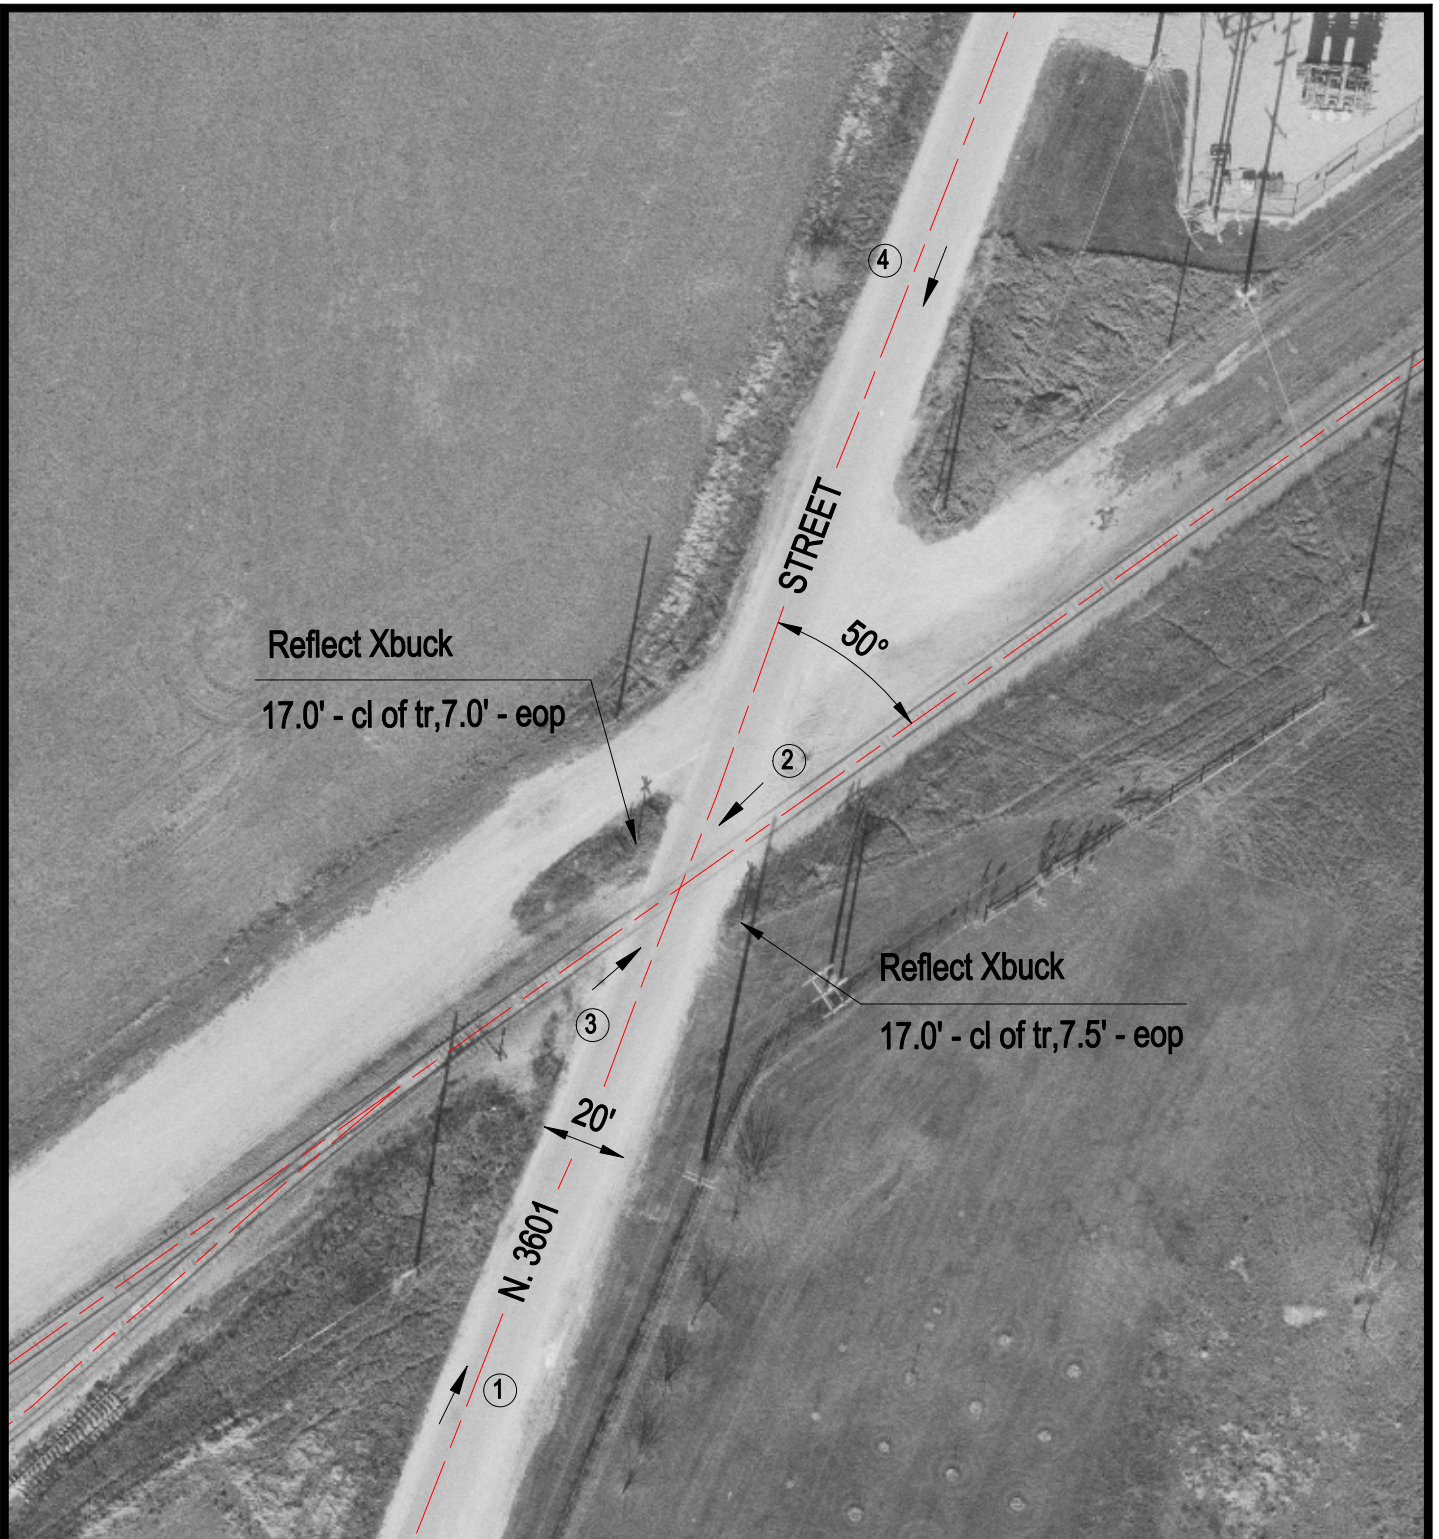 4
STREET
50°
Reflect Xbuck
17.0' - cl of tr,7.0' - eop
2
Reflect Xbuck
17.0' - cl of tr,7.5' - eop
3
20'
N. 3601
1